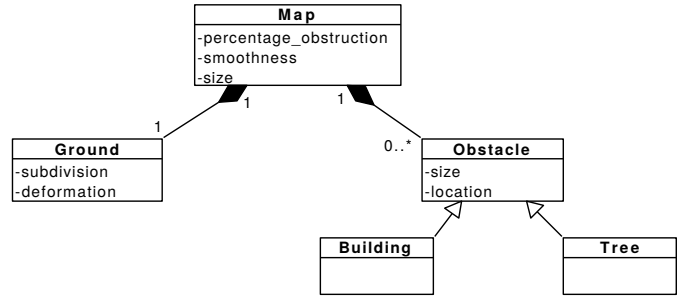 Map
-percentage_obstruction
-smoothness
-size
1
1
1
0..*
Ground
-subdivision
-deformation
Obstacle
-size
-location
Building
Tree